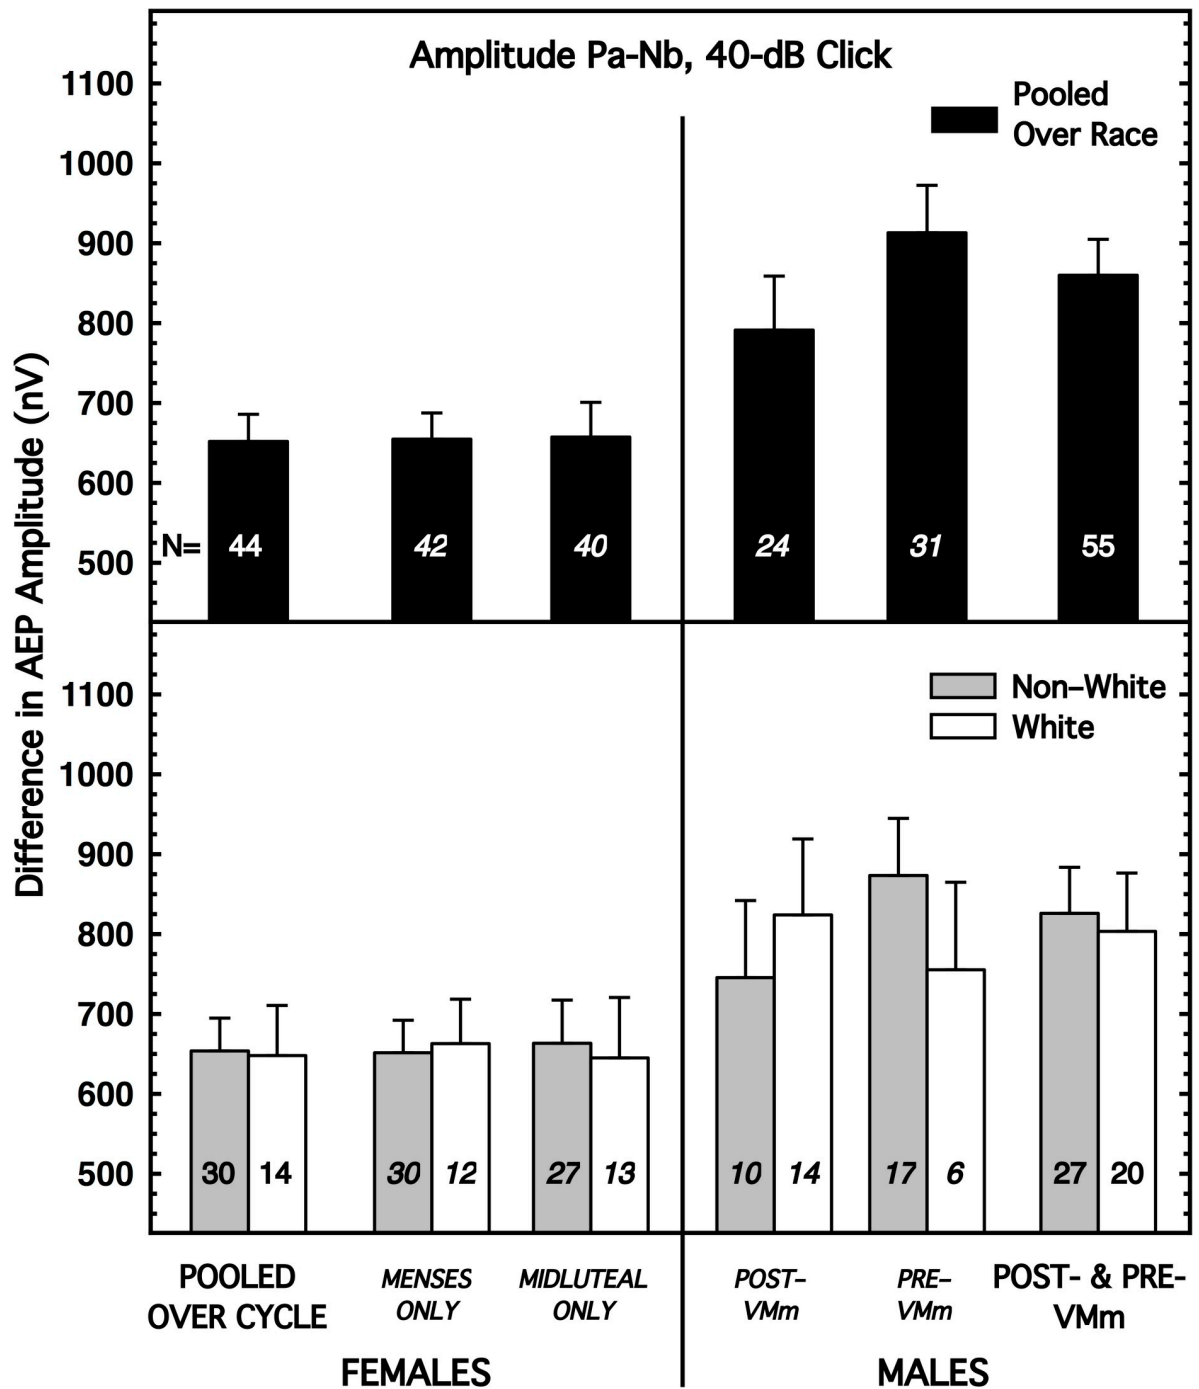 Amplitude Pa-Nb, 40-dB Click
Pooled
Over Race
Difference in AEP Amplitude (nV)
1100
1000
900
800
700
600
500
N= 44 42 40 24 31 55
Non–White
White
1100
1000
900
800
700
600
500
30 14 30 12 27 13 10 14 17 6 27 20
POOLED
OVER CYCLE
MENSES
ONLY
MIDLUTEAL
ONLY
POST–
VMm
PRE–
VMm
POST- & PRE-
VMm
FEMALES
MALES